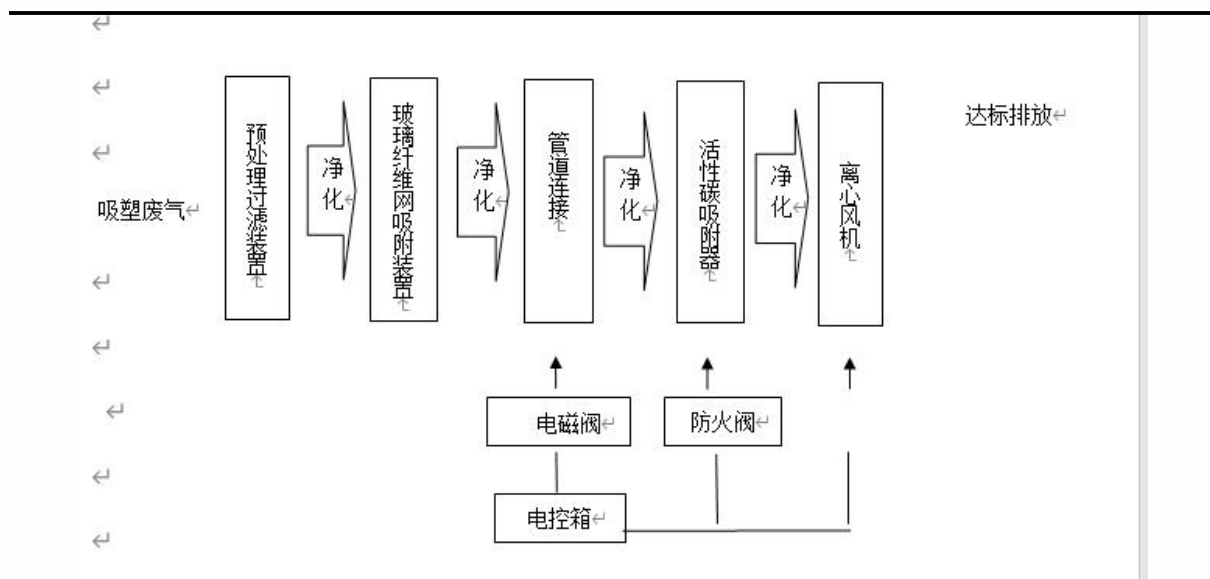 吸塑废气
预处理过滤装置
净化
玻璃纤维网吸附装置
净化
管道连接
净化
活性碳吸附器
净化
离心风机
达标排放
电磁阀
防火阀
电控箱